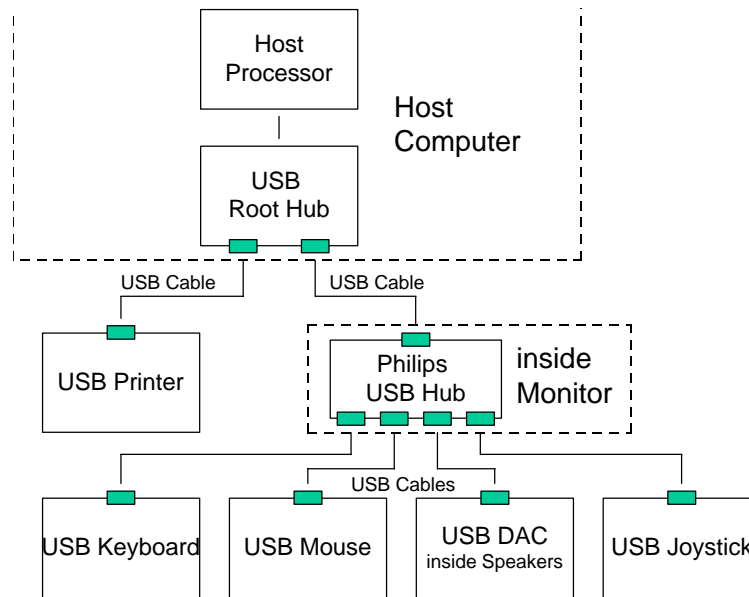 Host
Processor
Host
Computer
USB
Root Hub
USB Cable
USB Cable
USB Printer
Philips
USB Hub
inside
Monitor
USB Cables
USB Keyboard
USB Mouse
USB DAC
inside Speakers
USB Joystick